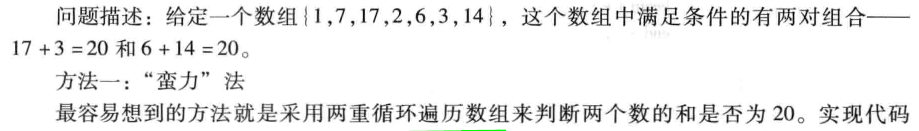 问题描述：给定一个数组{1,7,17,2,6,3,14}，这个数组中满足条件的有两对组合——
17+3=20和6+14=20。
方法一：“蛮力”法
最容易想到的方法就是采用两重循环遍历数组来判断两个数的和是否为20。实现代码